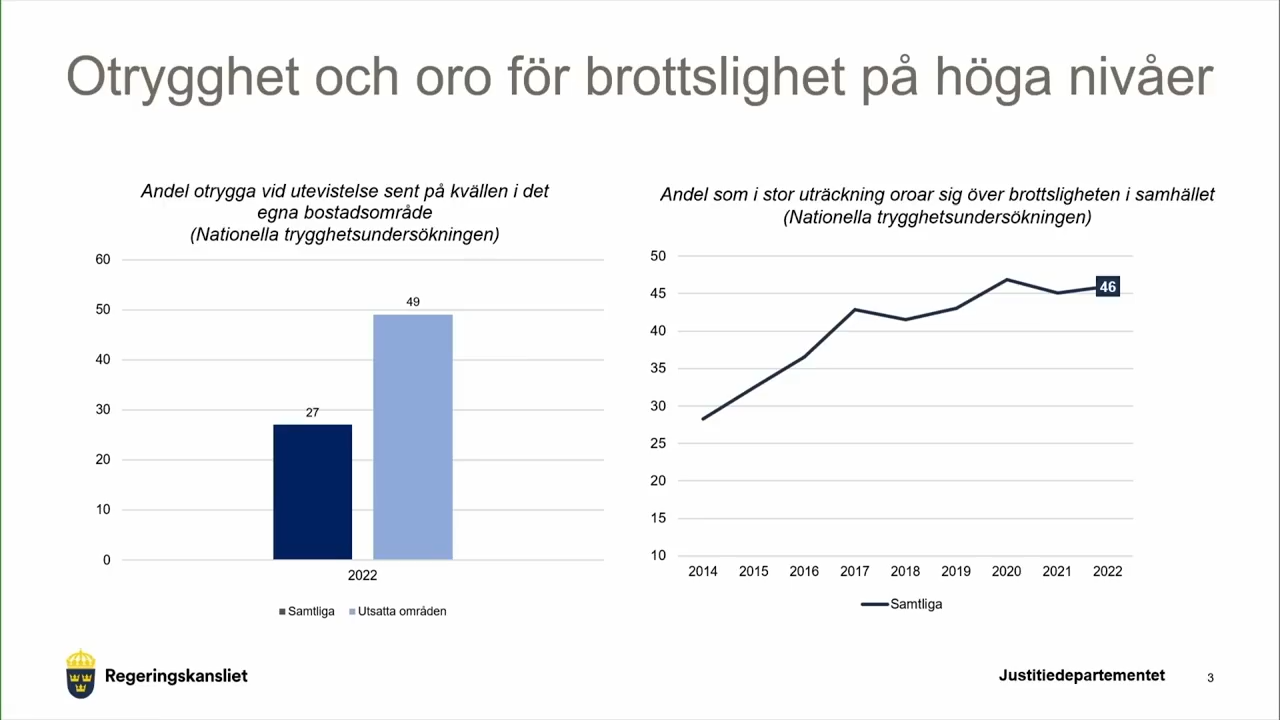 Otrygghet och oro för brottslighet på höga nivåer
Andel otrygga vid utevistelse sent på kvällen i det
egna bostadsområde
(Nationella trygghetsundersökningen)
60
50
40
30
20
10
0
49
27
2022
Samtliga
Utsatta områden
Andel som i stor uträckning oroar sig över brottsligheten i samhället
(Nationella trygghetsundersökningen)
50
45
40
35
30
25
20
15
10
46
2014 2015 2016 2017 2018 2019 2020 2021 2022
Samtliga
Regeringskansliet
Justitiedepartementet
3